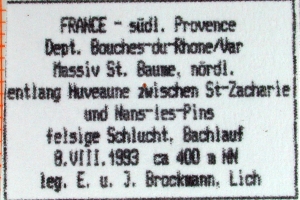 FRANCE - südl. Provence
Dept. Bouches-du-Rhone/Var
Massiv St. Baume, nördl.
entlang Huveaune zwischen St-Zacharie
und Nans-les-Pins
felsige Schlucht, Bachlauf
8.VIII.1993 ca 400 m NN
leg. E. u. J. Brockmann, Lich